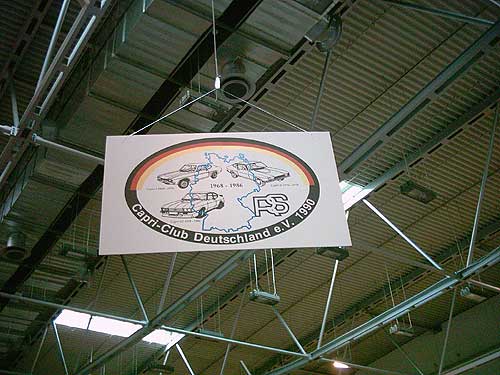 1968 - 1986
RS
Capri-Club Deutschland e.V. 1990